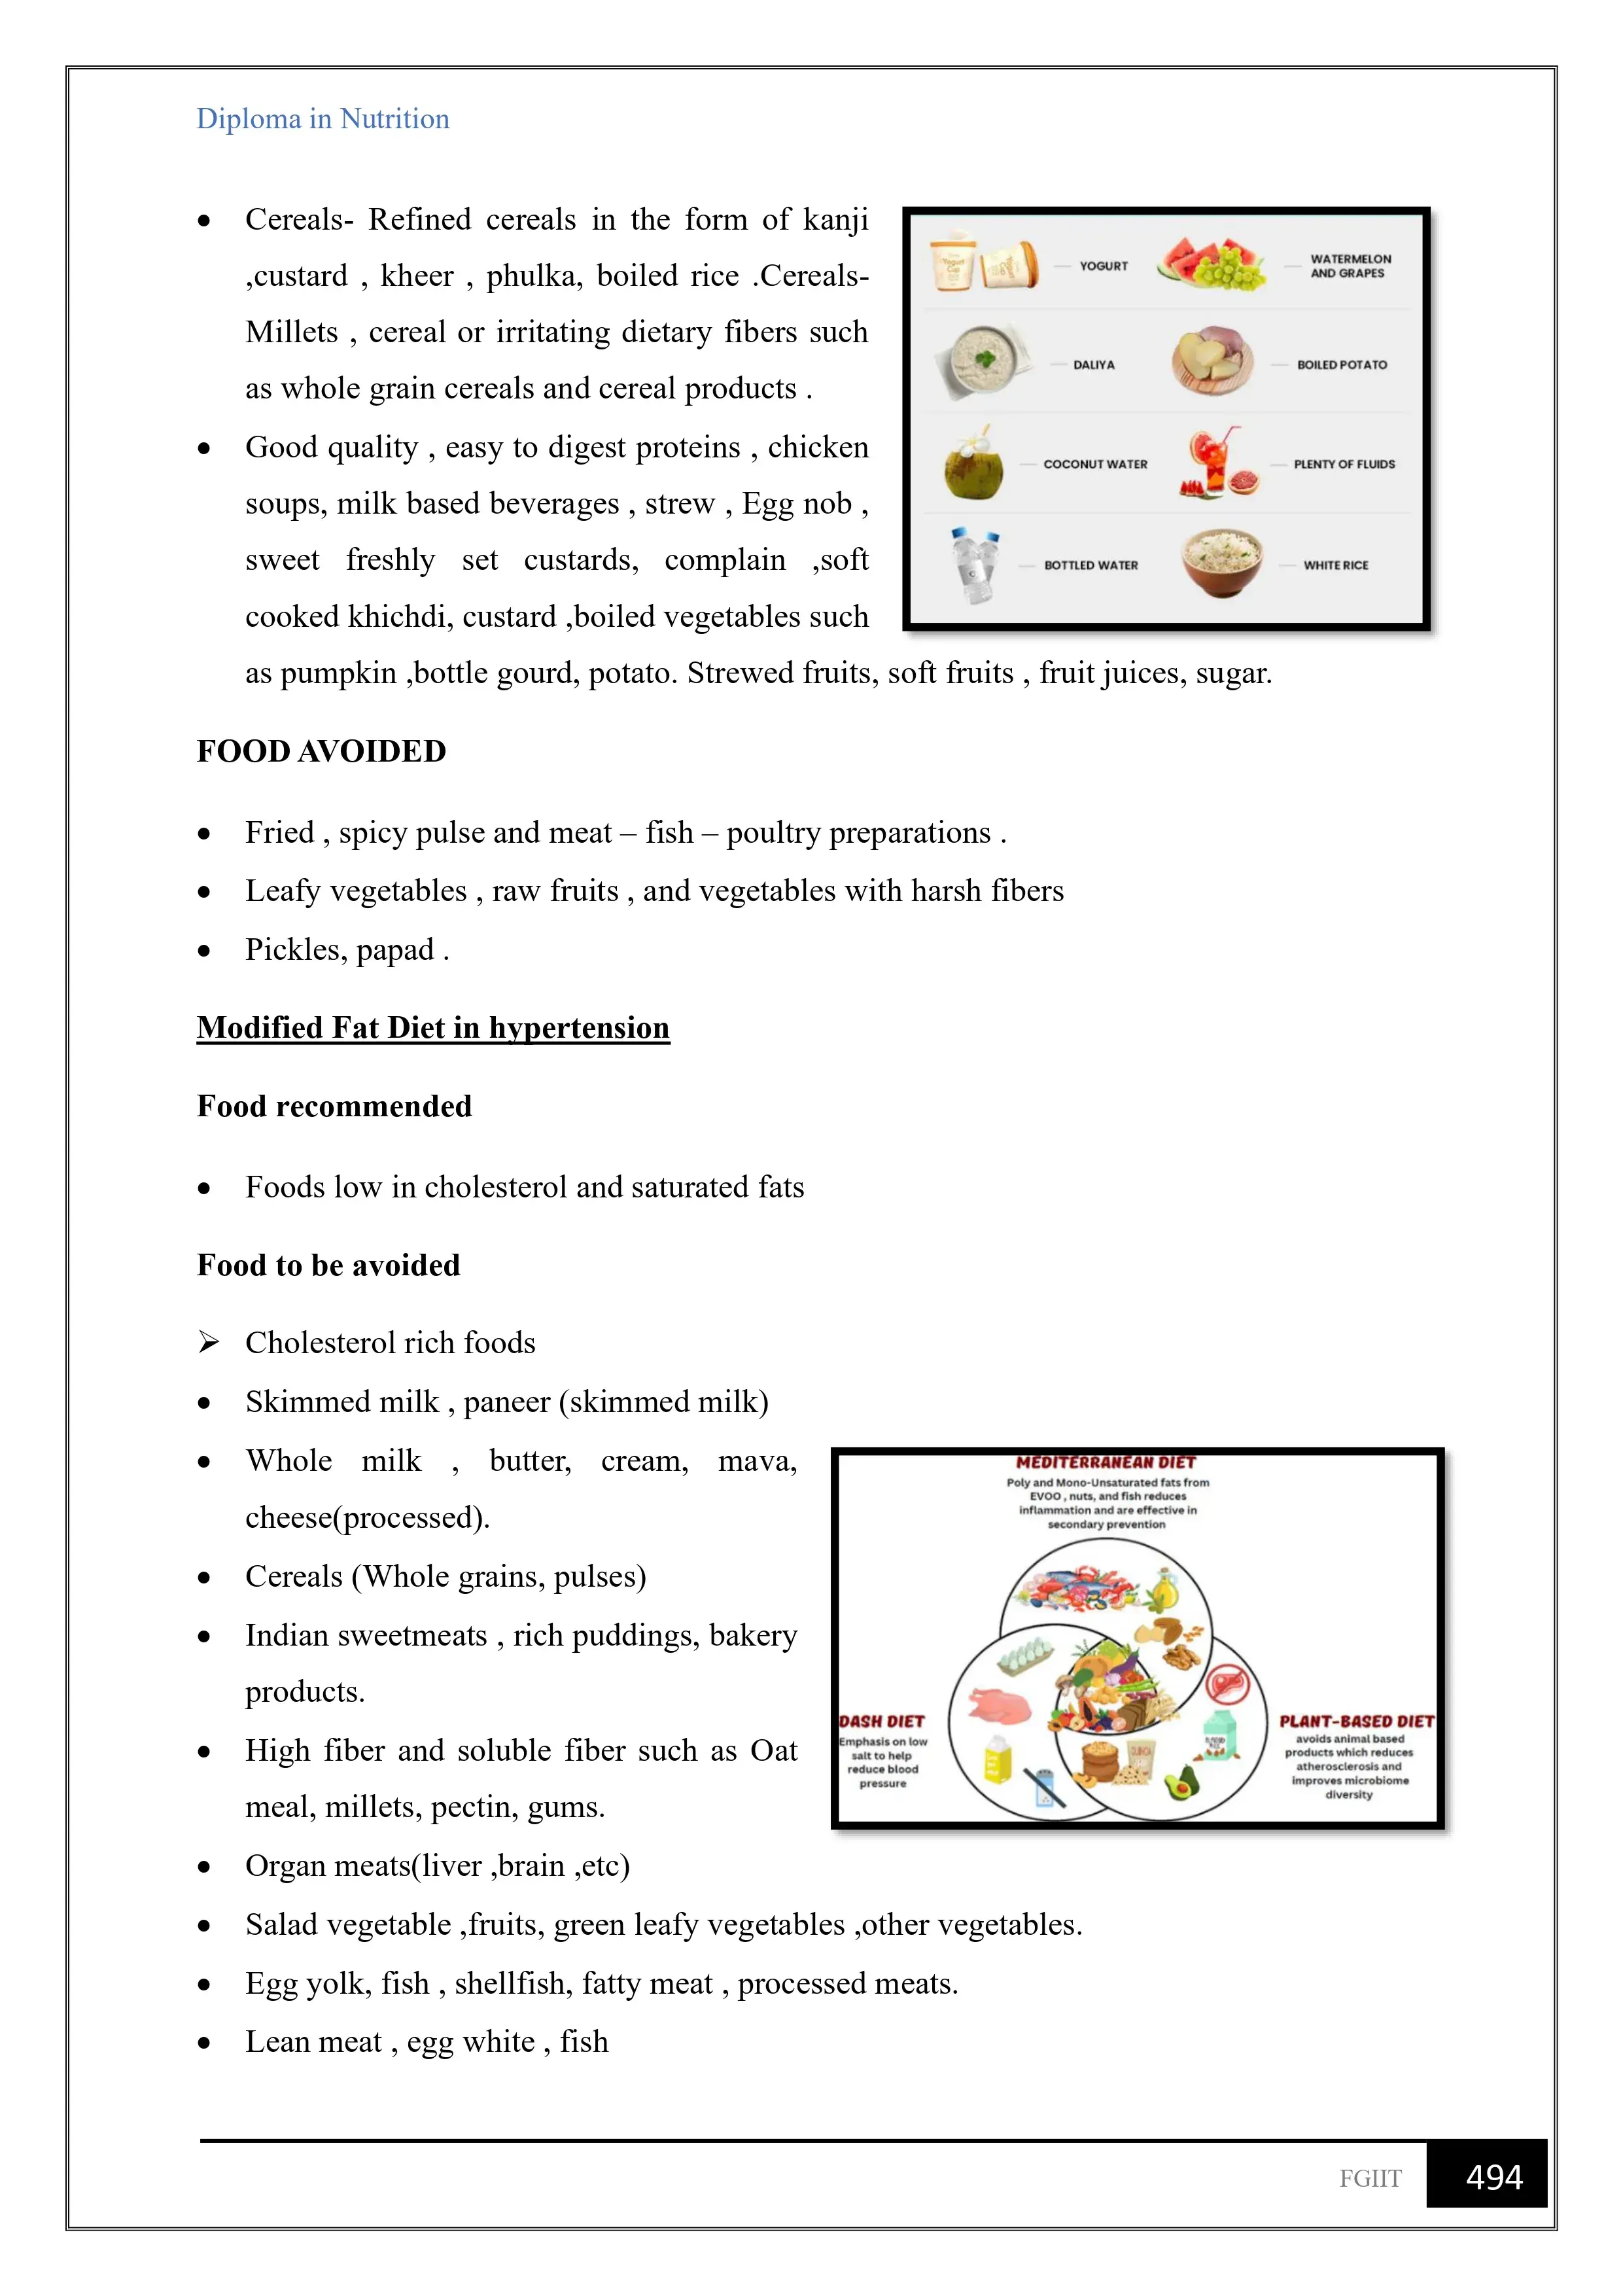 Diploma in Nutrition
• Cereals- Refined cereals in the form of kanji
,custard , kheer , phulka, boiled rice .Cereals-
Millets , cereal or irritating dietary fibers such
as whole grain cereals and cereal products .
• Good quality , easy to digest proteins , chicken
soups, milk based beverages , strew , Egg nob ,
sweet freshly set custards, complain ,soft
cooked khichdi, custard ,boiled vegetables such
as pumpkin ,bottle gourd, potato. Strewed fruits, soft fruits , fruit juices, sugar.
YOGURT
WATERMELON
AND GRAPES
DALIYA
BOILED POTATO
COCONUT WATER
PLENTY OF FLUIDS
BOTTLED WATER
WHITE RICE
FOOD AVOIDED
• Fried , spicy pulse and meat – fish – poultry preparations .
• Leafy vegetables , raw fruits , and vegetables with harsh fibers
• Pickles, papad .
Modified Fat Diet in hypertension
Food recommended
• Foods low in cholesterol and saturated fats
Food to be avoided
➢ Cholesterol rich foods
• Skimmed milk , paneer (skimmed milk)
• Whole milk , butter, cream, mava,
cheese(processed).
• Cereals (Whole grains, pulses)
• Indian sweetmeats , rich puddings, bakery
products.
• High fiber and soluble fiber such as Oat
meal, millets, pectin, gums.
• Organ meats(liver ,brain ,etc)
• Salad vegetable ,fruits, green leafy vegetables ,other vegetables.
• Egg yolk, fish , shellfish, fatty meat , processed meats.
• Lean meat , egg white , fish
MEDITERRANEAN DIET
Poly and Mono-Unsaturated fats from
EVOO , nuts, and fish reduces
inflammation and are effective in
secondary prevention
DASH DIET
Emphasis on low
salt to help
reduce blood
pressure
PLANT-BASED DIET
avoids animal based
products which reduces
atherosclerosis and
improves microbiome
diversity
FGIIT
494